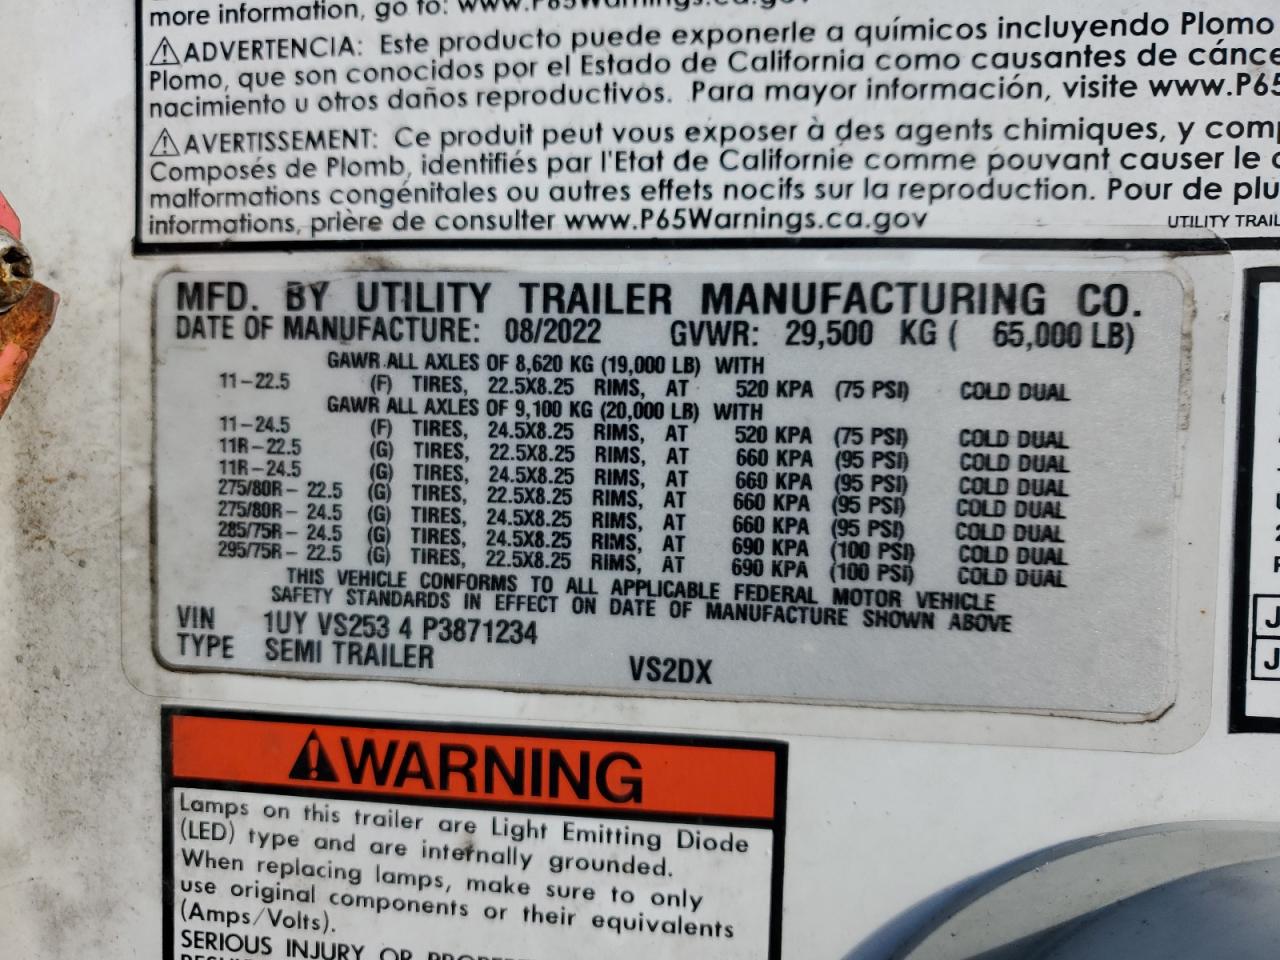 more information, go to: www.P65Warnings.ca.gov
⚠ADVERTENCIA: Este producto puede exponerle a químicos incluyendo Plomo
Plomo, que son conocidos por el Estado de California como causantes de
nacimiento u otros daños reproductivos. Para mayor información, visite
⚠AVERTISSEMENT: Ce produit peut vous exposer à des agents chimiques, y
Composés de Plomb, identifiés par l'Etat de Californie comme pouvant causer le
malformations congénitales ou autres effets nocifs sur la reproduction. Pour de
informations, prière de consulter www.P65Warnings.ca.gov
UTILITY
MFD. BY UTILITY TRAILER MANUFACTURING CO.
DATE OF MANUFACTURE: 08/2022 GVWR: 29,500 KG ( 65,000 LB)
GAWR ALL AXLES OF 8,620 KG (19,000 LB) WITH
11-22.5 (F) TIRES, 22.5X8.25 RIMS, AT 520 KPA (75 PSI) COLD DUAL
GAWR ALL AXLES OF 9,100 KG (20,000 LB) WITH
11-24.5 (F) TIRES, 24.5X8.25 RIMS, AT 520 KPA (75 PSI) COLD DUAL
11R-22.5 (G) TIRES, 22.5X8.25 RIMS, AT 660 KPA (95 PSI) COLD DUAL
11R-24.5 (G) TIRES, 24.5X8.25 RIMS, AT 660 KPA (95 PSI) COLD DUAL
275/80R- 22.5 (G) TIRES, 22.5X8.25 RIMS, AT 660 KPA (95 PSI) COLD DUAL
275/80R- 24.5 (G) TIRES, 24.5X8.25 RIMS, AT 660 KPA (95 PSI) COLD DUAL
285/75R- 24.5 (G) TIRES, 24.5X8.25 RIMS, AT 690 KPA (100 PSI) COLD DUAL
295/75R- 22.5 (G) TIRES, 22.5X8.25 RIMS, AT 690 KPA (100 PSI) COLD DUAL
THIS VEHICLE CONFORMS TO ALL APPLICABLE FEDERAL MOTOR VEHICLE
SAFETY STANDARDS IN EFFECT ON DATE OF MANUFACTURE SHOWN ABOVE
VIN 1UY VS253 4 P3871234
TYPE SEMI TRAILER VS2DX
⚠WARNING
Lamps on this trailer are Light Emitting Diode
(LED) type and are internally grounded.
When replacing lamps, make sure to only
use original components or their equivalents
(Amps/Volts).
SERIOUS INJURY OR